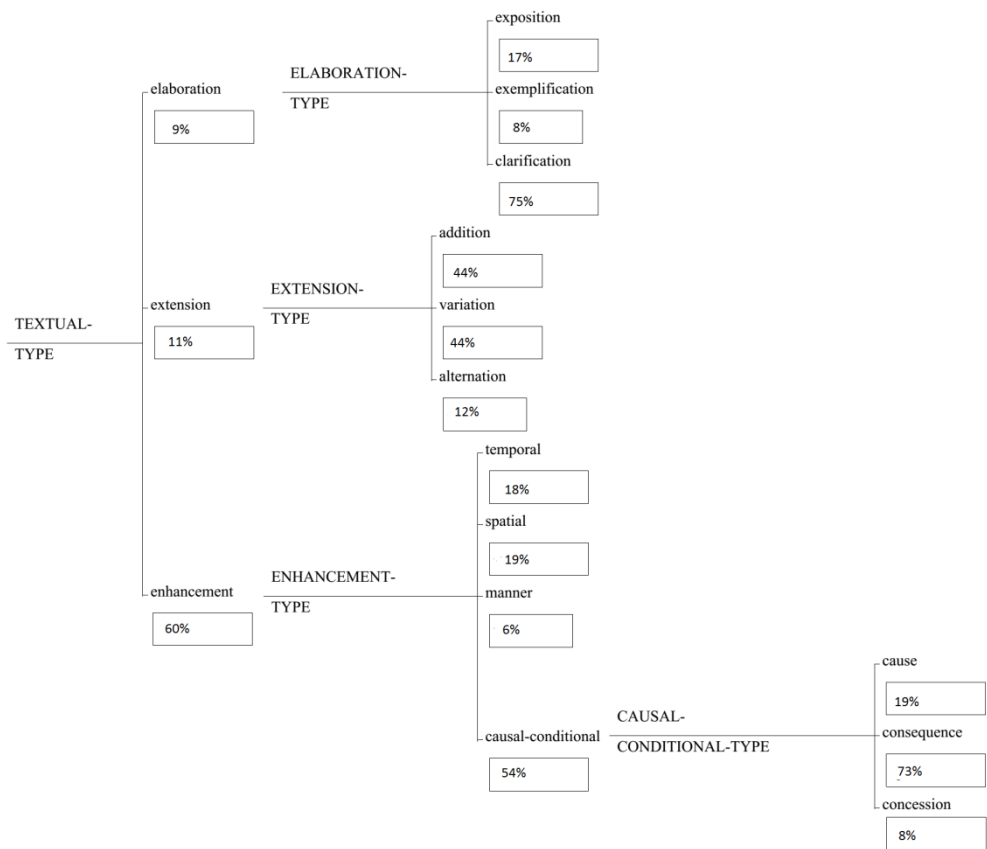 exposition
17%
ELABORATION-
TYPE
elaboration
9%
exemplification
8%
clarification
75%
addition
44%
EXTENSION-
TYPE
extension
11%
variation
44%
TEXTUAL-
TYPE
alternation
12%
temporal
18%
spatial
19%
ENHANCEMENT-
TYPE
enhancement
60%
manner
6%
causal-conditional
54%
CAUSAL-
CONDITIONAL-TYPE
cause
19%
consequence
73%
concession
8%